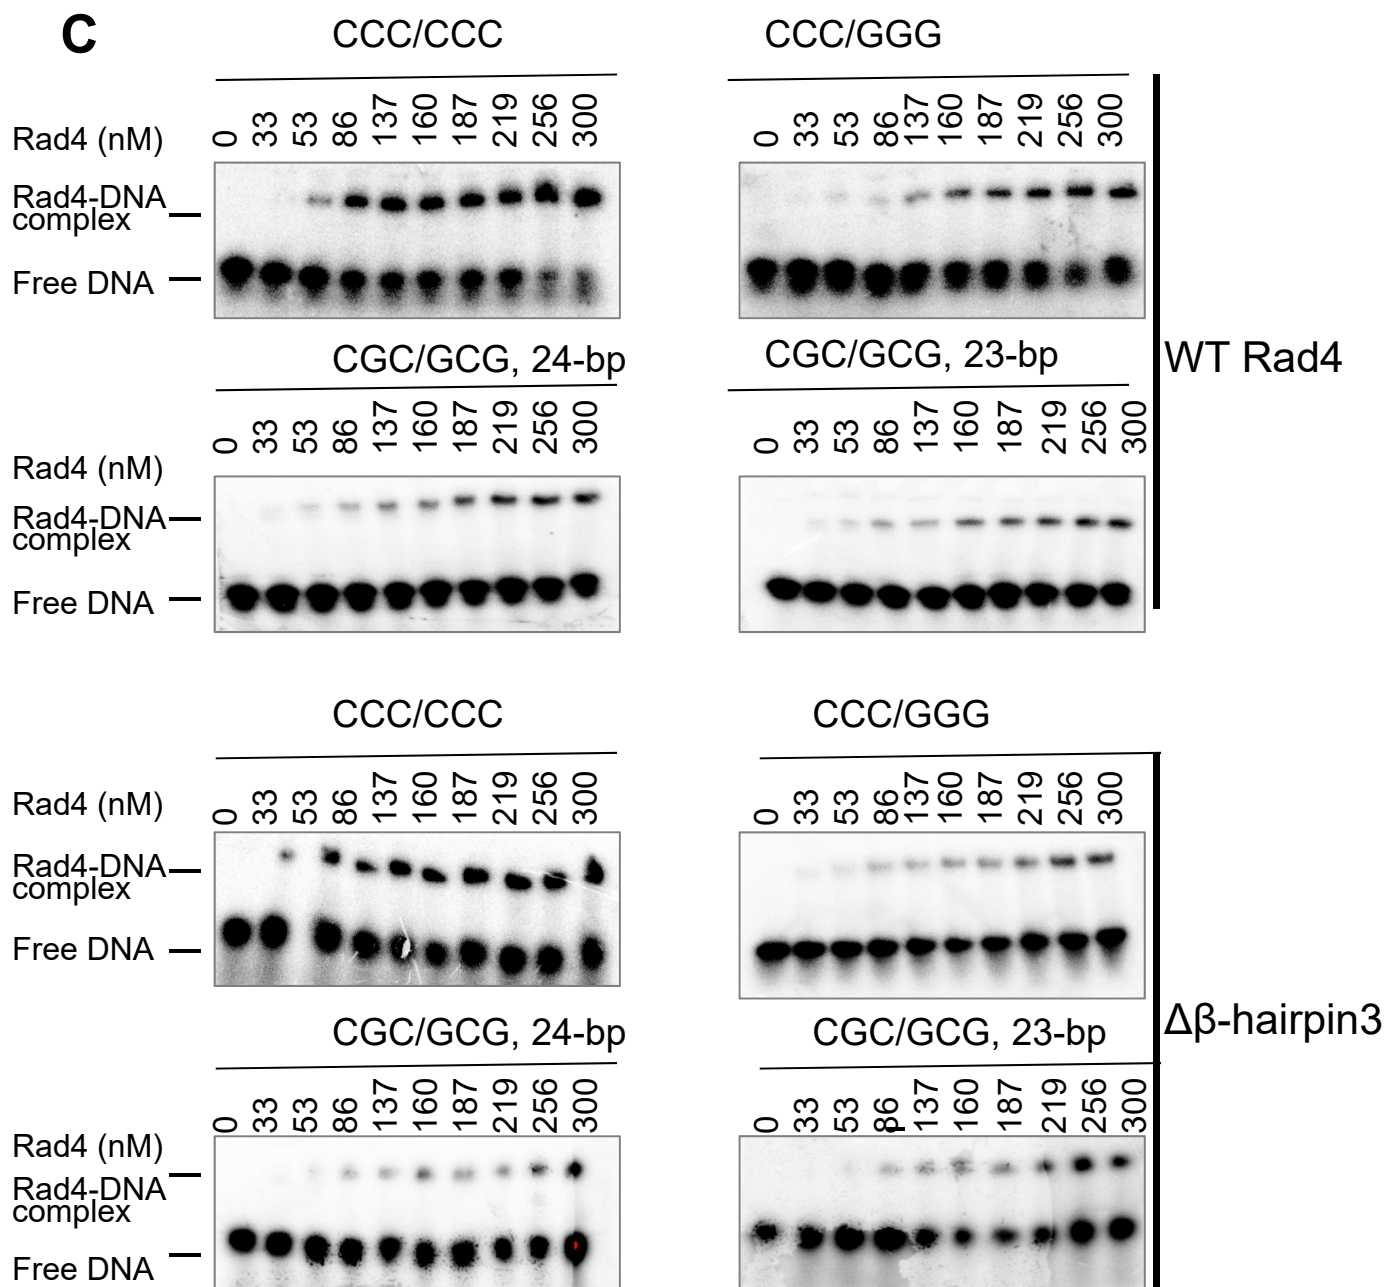 C
CCC/CCC
CCC/GGG
Rad4 (nM)
0 33 53 86 137 160 187 219 256 300
0 33 53 86 137 160 187 219 256 300
Rad4-DNA
complex
Free DNA
CGC/GCG, 24-bp
CGC/GCG, 23-bp
WT Rad4
0 33 53 86 137 160 187 219 256 300
0 33 53 86 137 160 187 219 256 300
Rad4 (nM)
Rad4-DNA
complex
Free DNA
CCC/CCC
CCC/GGG
Rad4 (nM)
0 33 53 86 137 160 187 219 256 300
0 33 53 86 137 160 187 219 256 300
Rad4-DNA
complex
Free DNA
Δβ-hairpin3
CGC/GCG, 24-bp
CGC/GCG, 23-bp
0 33 53 86 137 160 187 219 256 300
0 33 53 86 137 160 187 219 256 300
Rad4 (nM)
Rad4-DNA
complex
Free DNA